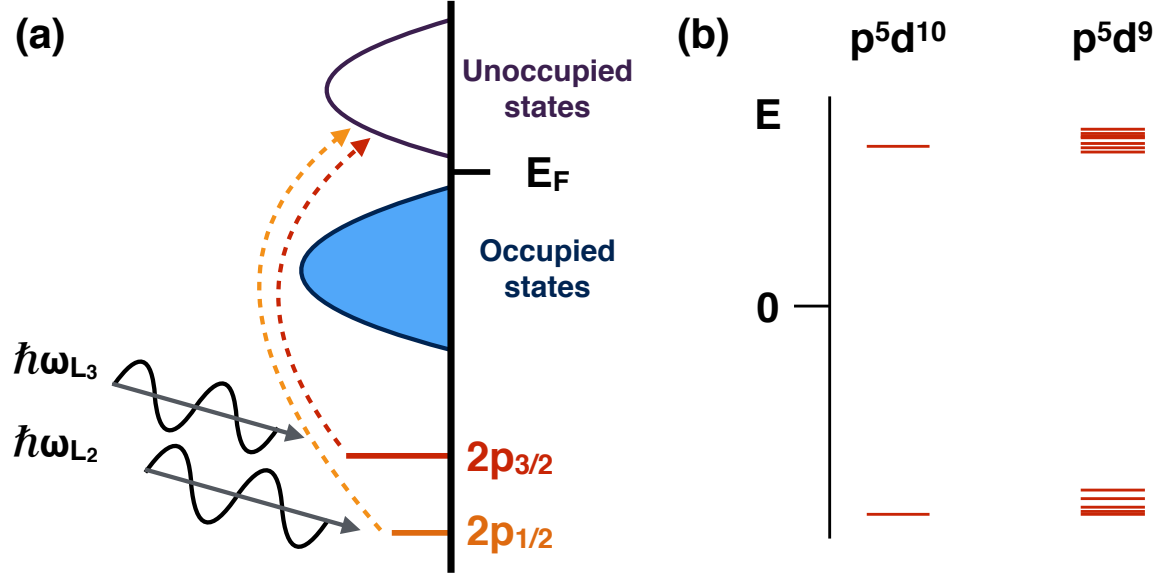 (a)
Unoccupied
states
E_F
Occupied
states
ℏω_L₃
ℏω_L₂
2p_3/2
2p_1/2
(b)
p⁵d¹⁰
p⁵d⁹
E
0